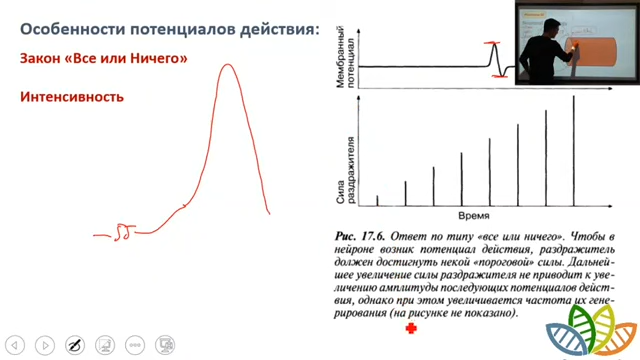 Особенности потенциалов действия:
Закон «Все или Ничего»
Интенсивность
Мембранный
потенциал
Сила
раздражителя
Время
Рис. 17.6. Ответ по типу «все или ничего». Чтобы в
нейроне возник потенциал действия, раздражитель
должен достигнуть некой «пороговой» силы. Дальней-
шее увеличение силы раздражителя не приводит к уве-
личению амплитуды последующих потенциалов дейст-
вия, однако при этом увеличивается частота их гене-
рирования (на рисунке не показано).